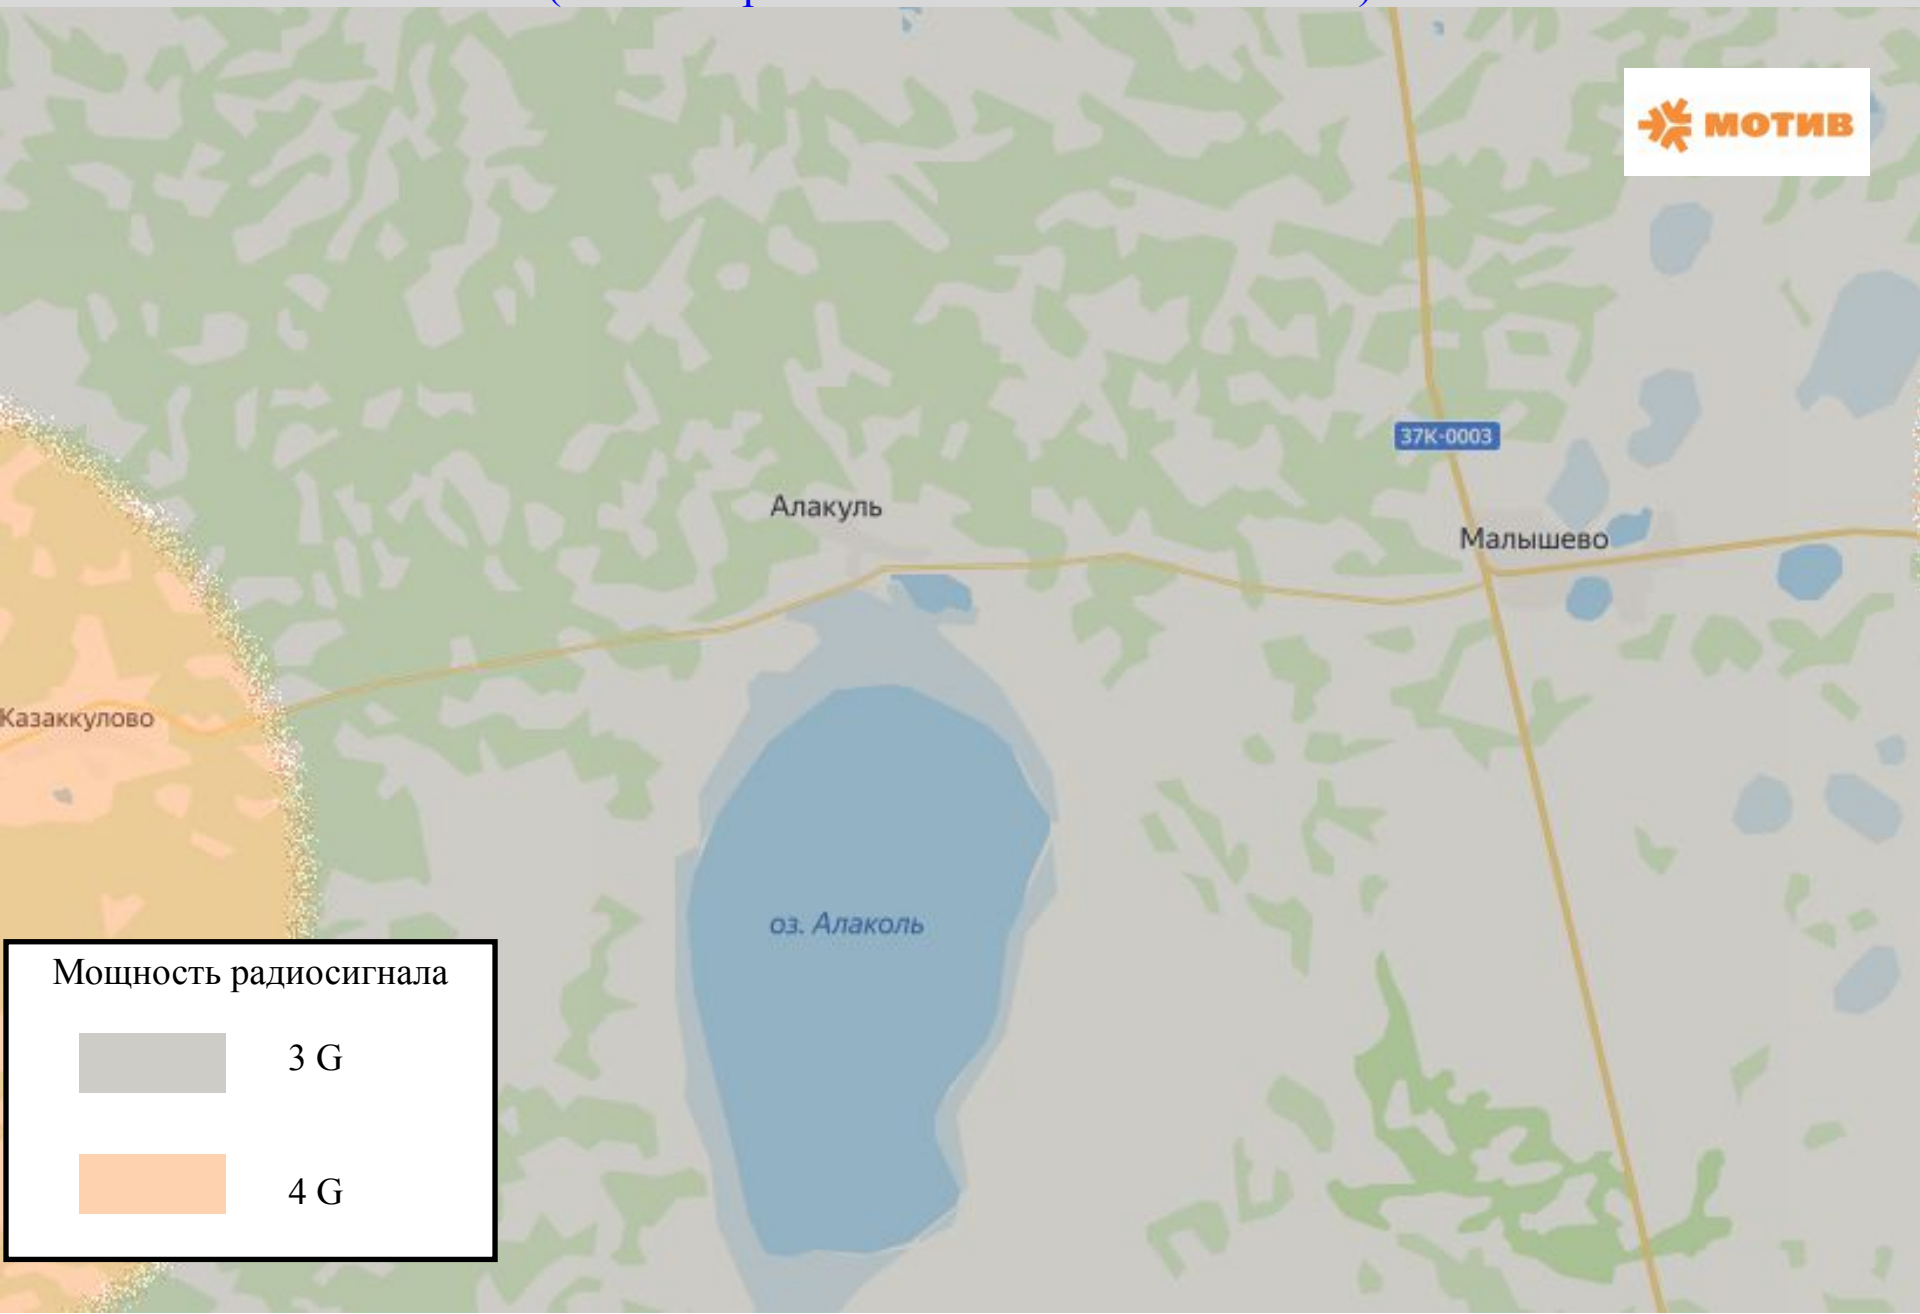 мотив
37К-0003
Алакуль
Малышево
Казаккулово
оз. Алаколь
Мощность радиосигнала
3 G
4 G